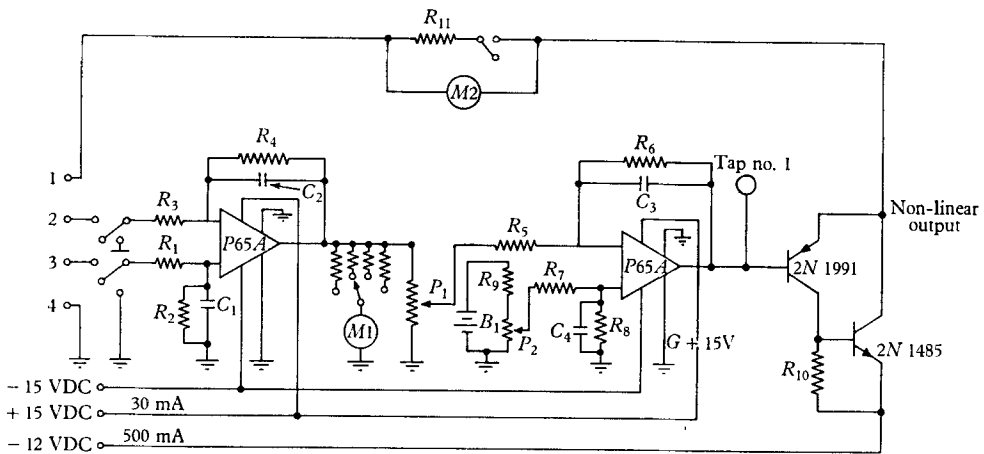 R11
M2
R4
R6
Tap no. 1
1
C2
C3
2
R3
Non-linear
output
P65A
R5
P65A
3
R1
R7
2N 1991
R9
P1
4
R2
C1
B1
P2
C4
R8
M1
G + 15V
2N 1485
R10
− 15 VDC
+ 15 VDC 30 mA
− 12 VDC 500 mA